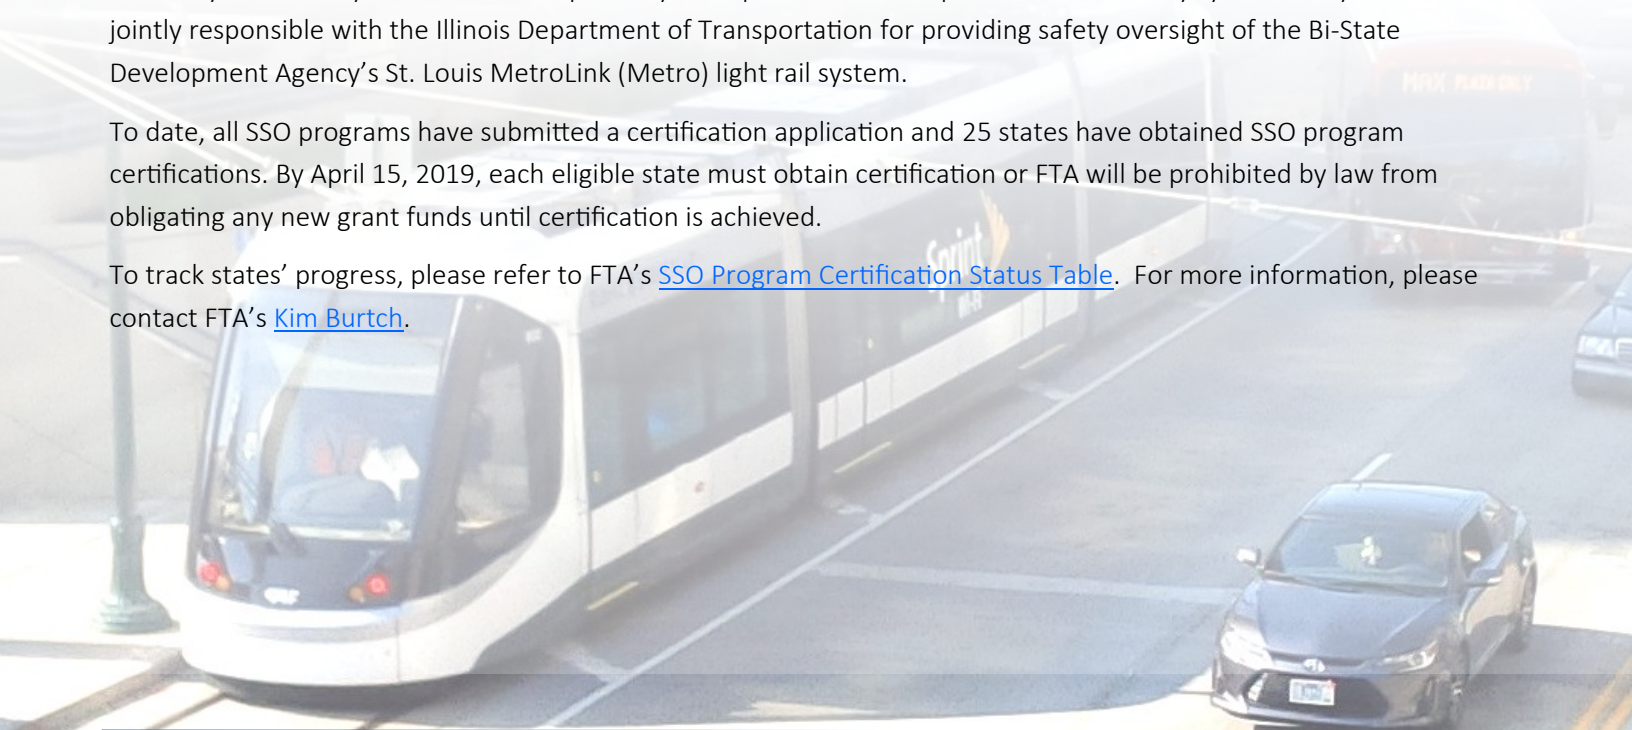 jointly responsible with the Illinois Department of Transportation for providing safety oversight of the Bi-State
Development Agency’s St. Louis MetroLink (Metro) light rail system.
MAX
To date, all SSO programs have submitted a certification application and 25 states have obtained SSO program
certifications. By April 15, 2019, each eligible state must obtain certification or FTA will be prohibited by law from
obligating any new grant funds until certification is achieved.
Sprint
To track states’ progress, please refer to FTA’s SSO Program Certification Status Table.  For more information, please
contact FTA’s Kim Burtch.